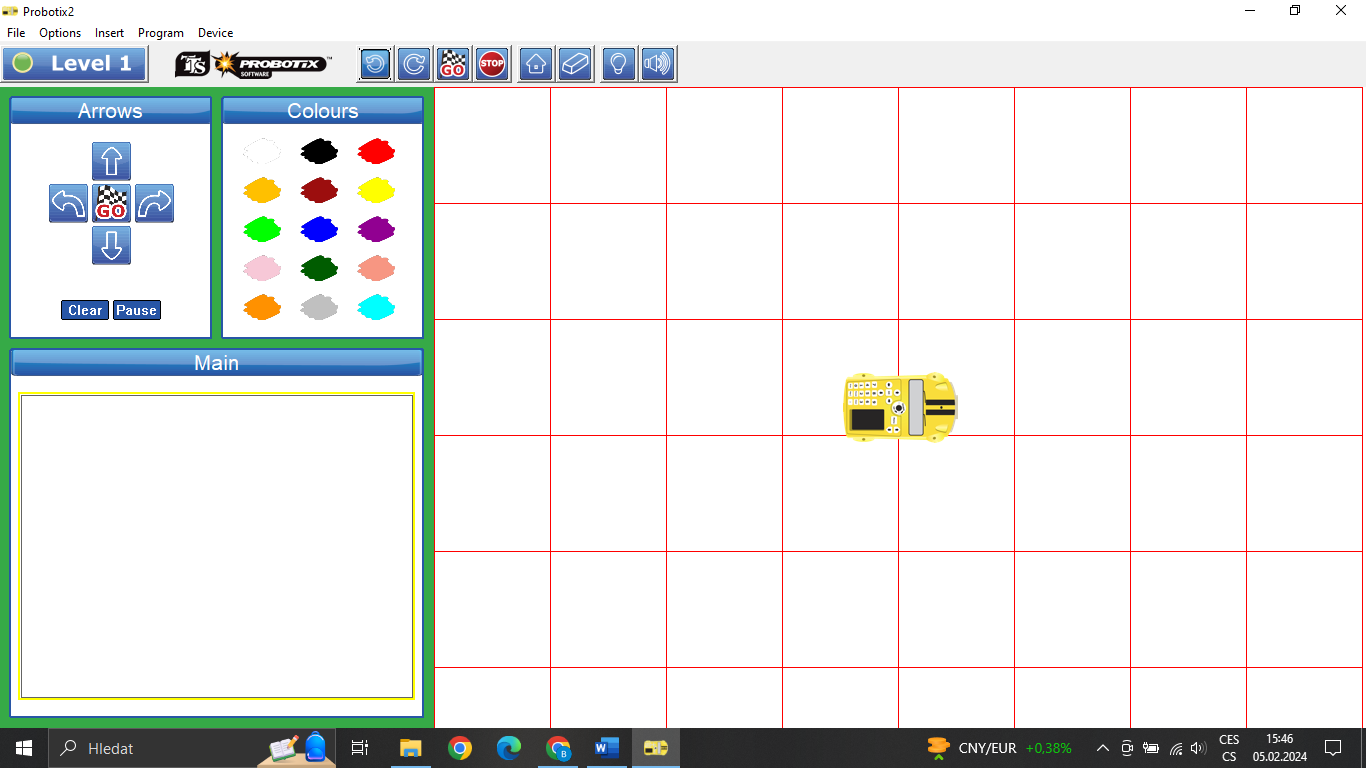 Probotix2
File Options Insert Program Device
Level 1
TTS PROBOTIX™
SOFTWARE
GO
STOP
Arrows
Colours
GO
Clear Pause
Main
Hledat
CNY/EUR +0,38%
CES
CS
15:46
05.02.2024